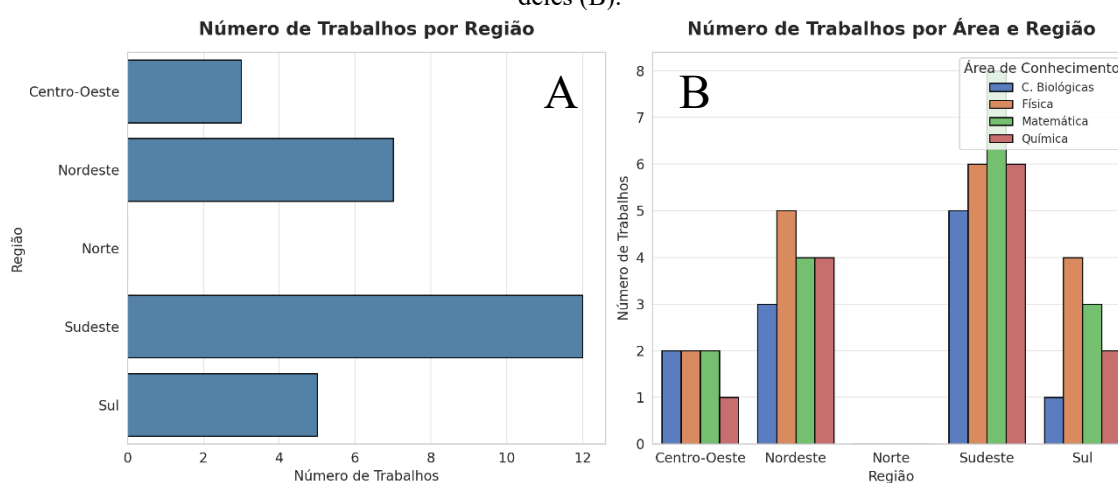 deles (B).
Número de Trabalhos por Região
A
Centro-Oeste
Nordeste
Norte
Sudeste
Sul
Região
0 2 4 6 8 10 12
Número de Trabalhos
Número de Trabalhos por Área e Região
B
Área de Conhecimento
C. Biológicas
Física
Matemática
Química
8
7
6
5
4
3
2
1
0
Número de Trabalhos
Centro-Oeste Nordeste Norte Sudeste Sul
Região